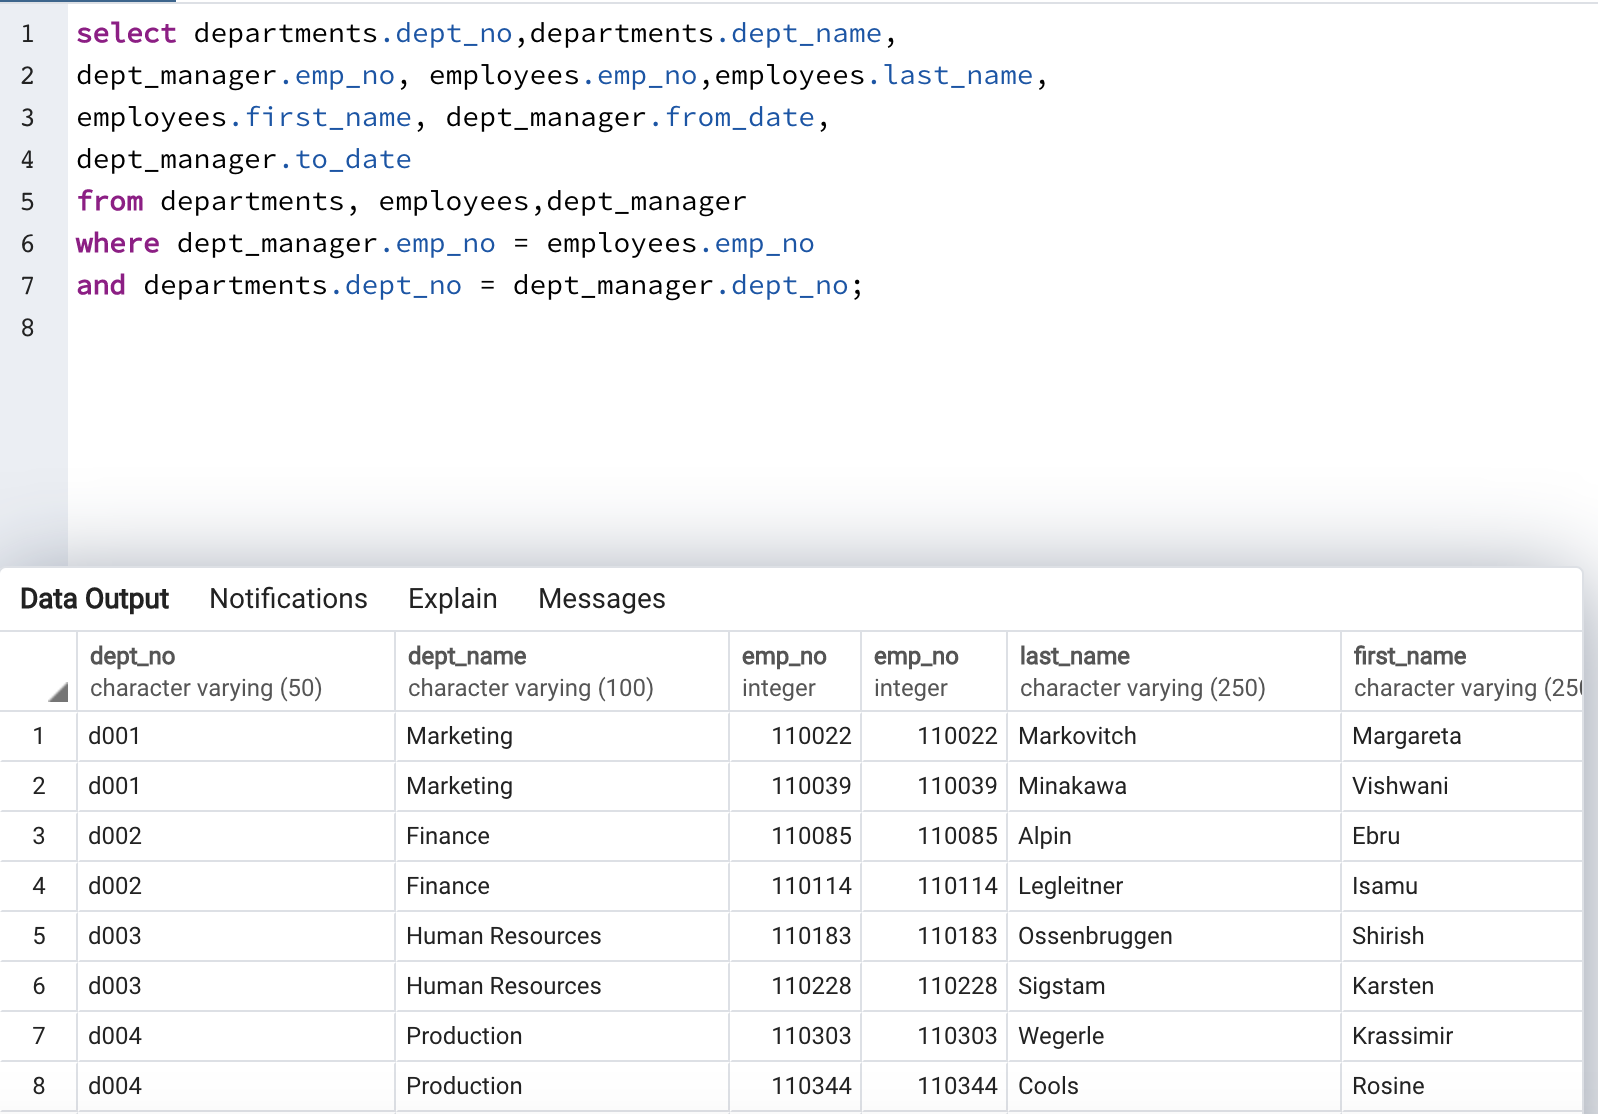 1 select departments.dept_no,departments.dept_name,
2 dept_manager.emp_no, employees.emp_no,employees.last_name,
3 employees.first_name, dept_manager.from_date,
4 dept_manager.to_date
5 from departments, employees,dept_manager
6 where dept_manager.emp_no = employees.emp_no
7 and departments.dept_no = dept_manager.dept_no;
8
Data Output Notifications Explain Messages
dept_no dept_name emp_no emp_no last_name first_name
character varying (50) character varying (100) integer integer character varying (250) character varying (25
1 d001 Marketing 110022 110022 Markovitch Margareta
2 d001 Marketing 110039 110039 Minakawa Vishwani
3 d002 Finance 110085 110085 Alpin Ebru
4 d002 Finance 110114 110114 Legleitner Isamu
5 d003 Human Resources 110183 110183 Ossenbruggen Shirish
6 d003 Human Resources 110228 110228 Sigstam Karsten
7 d004 Production 110303 110303 Wegerle Krassimir
8 d004 Production 110344 110344 Cools Rosine